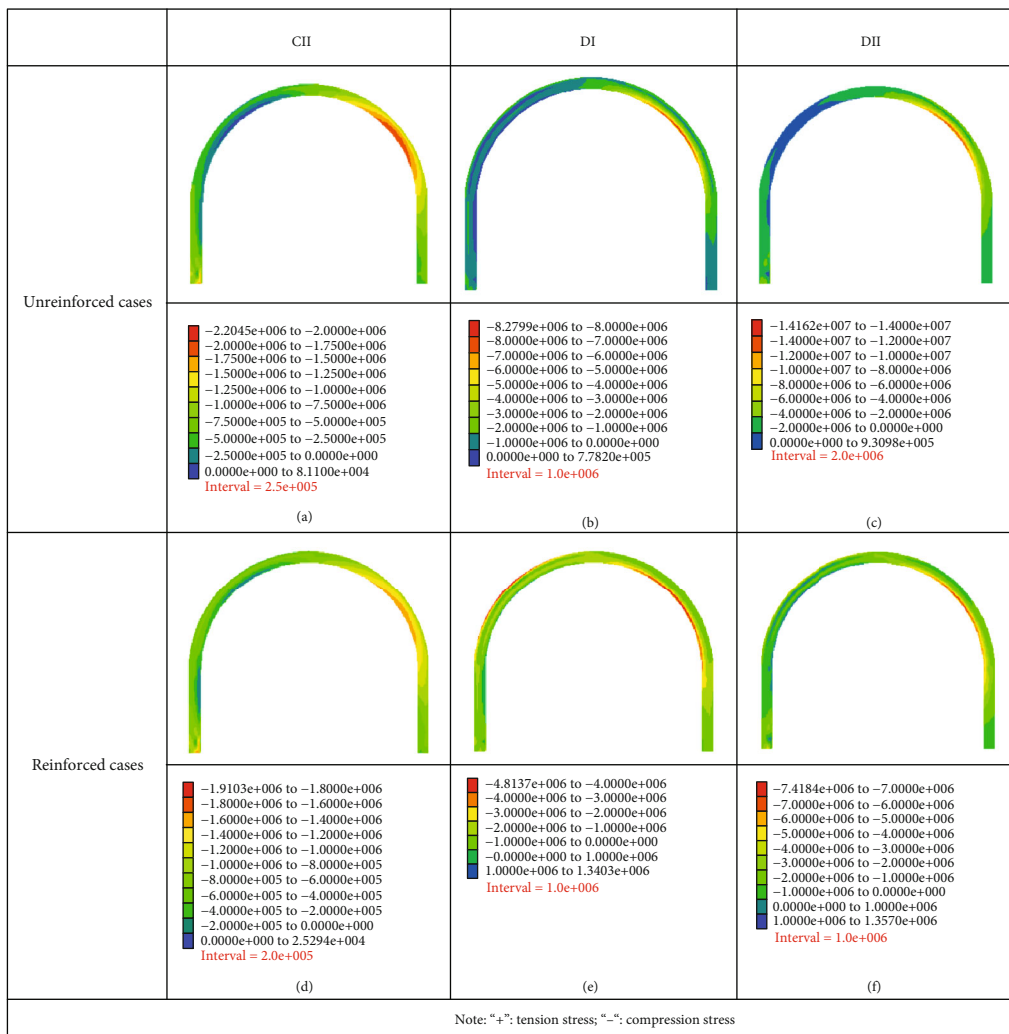 CII
DI
DII
Unreinforced cases
−2.2045e+006 to −2.0000e+006
−2.0000e+006 to −1.7500e+006
−1.7500e+006 to −1.5000e+006
−1.5000e+006 to −1.2500e+006
−1.2500e+006 to −1.0000e+006
−1.0000e+006 to −7.5000e+005
−7.5000e+005 to −5.0000e+005
−5.0000e+005 to −2.5000e+005
−2.5000e+005 to 0.0000e+000
0.0000e+000 to 8.1100e+004
Interval = 2.5e+005
(a)
−8.2799e+006 to −8.0000e+006
−8.0000e+006 to −7.0000e+006
−7.0000e+006 to −6.0000e+006
−6.0000e+006 to −5.0000e+006
−5.0000e+006 to −4.0000e+006
−4.0000e+006 to −3.0000e+006
−3.0000e+006 to −2.0000e+006
−2.0000e+006 to −1.0000e+006
−1.0000e+006 to 0.0000e+000
0.0000e+000 to 7.7820e+005
Interval = 1.0e+006
(b)
−1.4162e+007 to −1.4000e+007
−1.4000e+007 to −1.2000e+007
−1.2000e+007 to −1.0000e+007
−1.0000e+007 to −8.0000e+006
−8.0000e+006 to −6.0000e+006
−6.0000e+006 to −4.0000e+006
−4.0000e+006 to −2.0000e+006
−2.0000e+006 to 0.0000e+000
0.0000e+000 to 9.3098e+005
Interval = 2.0e+006
(c)
Reinforced cases
−1.9103e+006 to −1.8000e+006
−1.8000e+006 to −1.6000e+006
−1.6000e+006 to −1.4000e+006
−1.4000e+006 to −1.2000e+006
−1.2000e+006 to −1.0000e+006
−1.0000e+006 to −8.0000e+005
−8.0000e+005 to −6.0000e+005
−6.0000e+005 to −4.0000e+005
−4.0000e+005 to −2.0000e+005
−2.0000e+005 to 0.0000e+000
0.0000e+000 to 2.5294e+004
Interval = 2.0e+005
(d)
−4.8137e+006 to −4.0000e+006
−4.0000e+006 to −3.0000e+006
−3.0000e+006 to −2.0000e+006
−2.0000e+006 to −1.0000e+006
−1.0000e+006 to 0.0000e+000
−0.0000e+000 to 1.0000e+006
1.0000e+006 to 1.3403e+006
Interval = 1.0e+006
(e)
−7.4184e+006 to −7.0000e+006
−7.0000e+006 to −6.0000e+006
−6.0000e+006 to −5.0000e+006
−5.0000e+006 to −4.0000e+006
−4.0000e+006 to −3.0000e+006
−3.0000e+006 to −2.0000e+006
−2.0000e+006 to −1.0000e+006
−1.0000e+006 to 0.0000e+000
0.0000e+000 to 1.0000e+006
1.0000e+006 to 1.3570e+006
Interval = 1.0e+006
(f)
Note: “+”: tension stress; “−“: compression stress